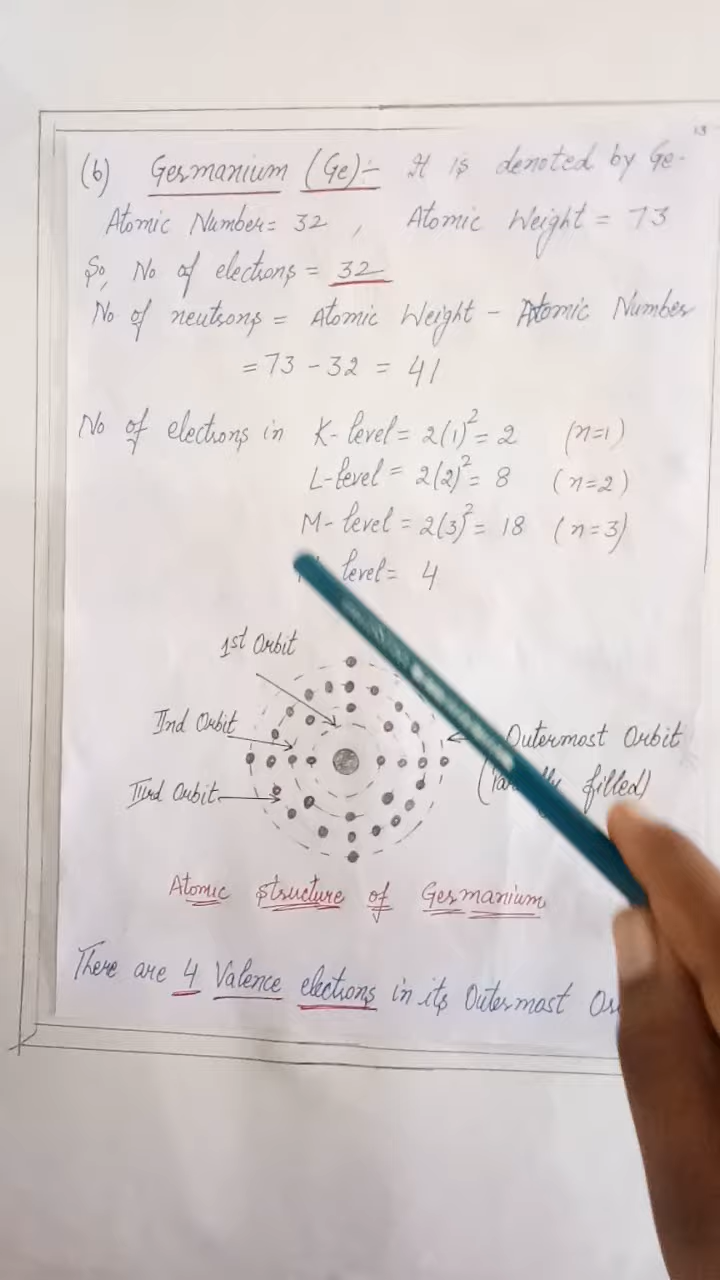 13
(b) Germanium (Ge):- It is denoted by Ge.
Atomic Number= 32 , Atomic Weight = 73
So, No of electrons = 32
No of neutrons = Atomic Weight - Atomic Number
= 73 - 32 = 41
No of electrons in K-level = 2(1)² = 2 (n=1)
L-level = 2(2)² = 8 (n=2)
M-level = 2(3)² = 18 (n=3)
level = 4
1st Orbit
IInd Orbit
IIIrd Orbit
Outermost Orbit
filled)
Atomic structure of Germanium
There are 4 Valence electrons in its Outermost